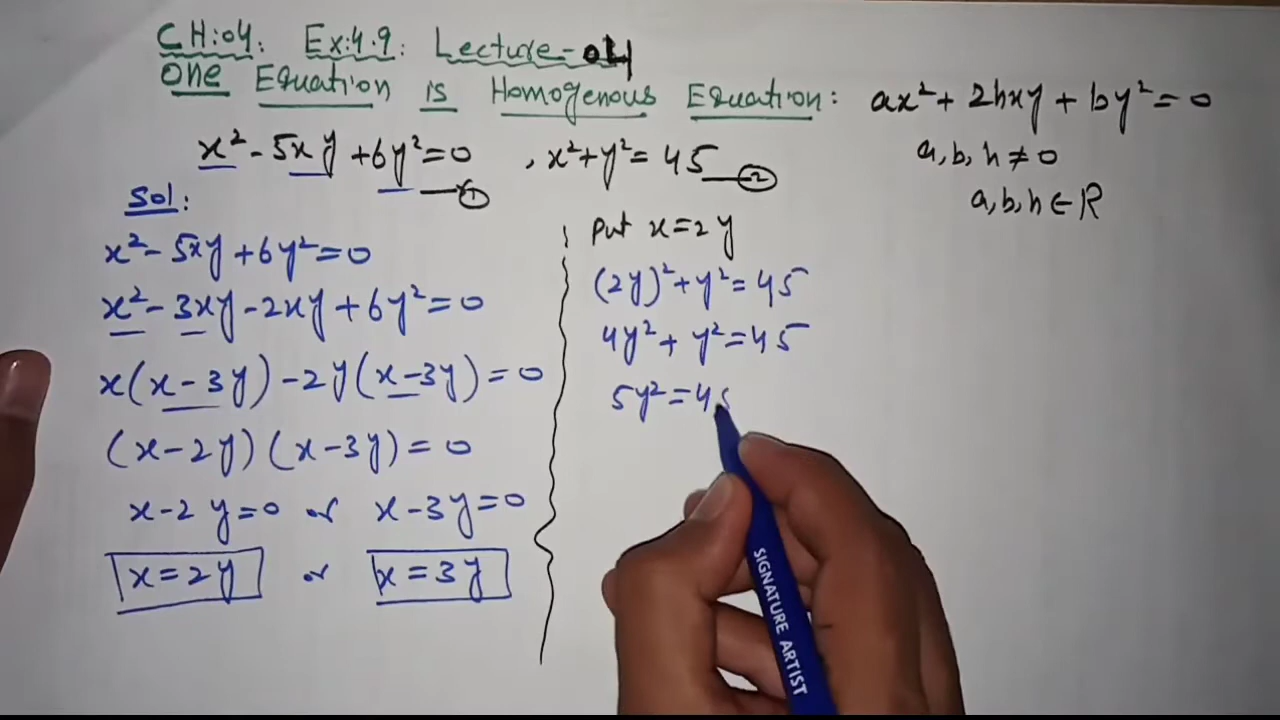 CH:04: Ex:4.9: Lecture-04
One Equation is Homogenous Equation: ax²+2hxy+by²=0
a,b,h≠0
a,b,h∈R
x²-5xy+6y²=0 —① , x²+y²=45 —②
Sol:
x²-5xy+6y²=0
x²-3xy-2xy+6y²=0
x(x-3y)-2y(x-3y)=0
(x-2y)(x-3y)=0
x-2y=0 or x-3y=0
x=2y or x=3y
Put x=2y
(2y)²+y²=45
4y²+y²=45
5y²=45
SIGNATURE ARTIST